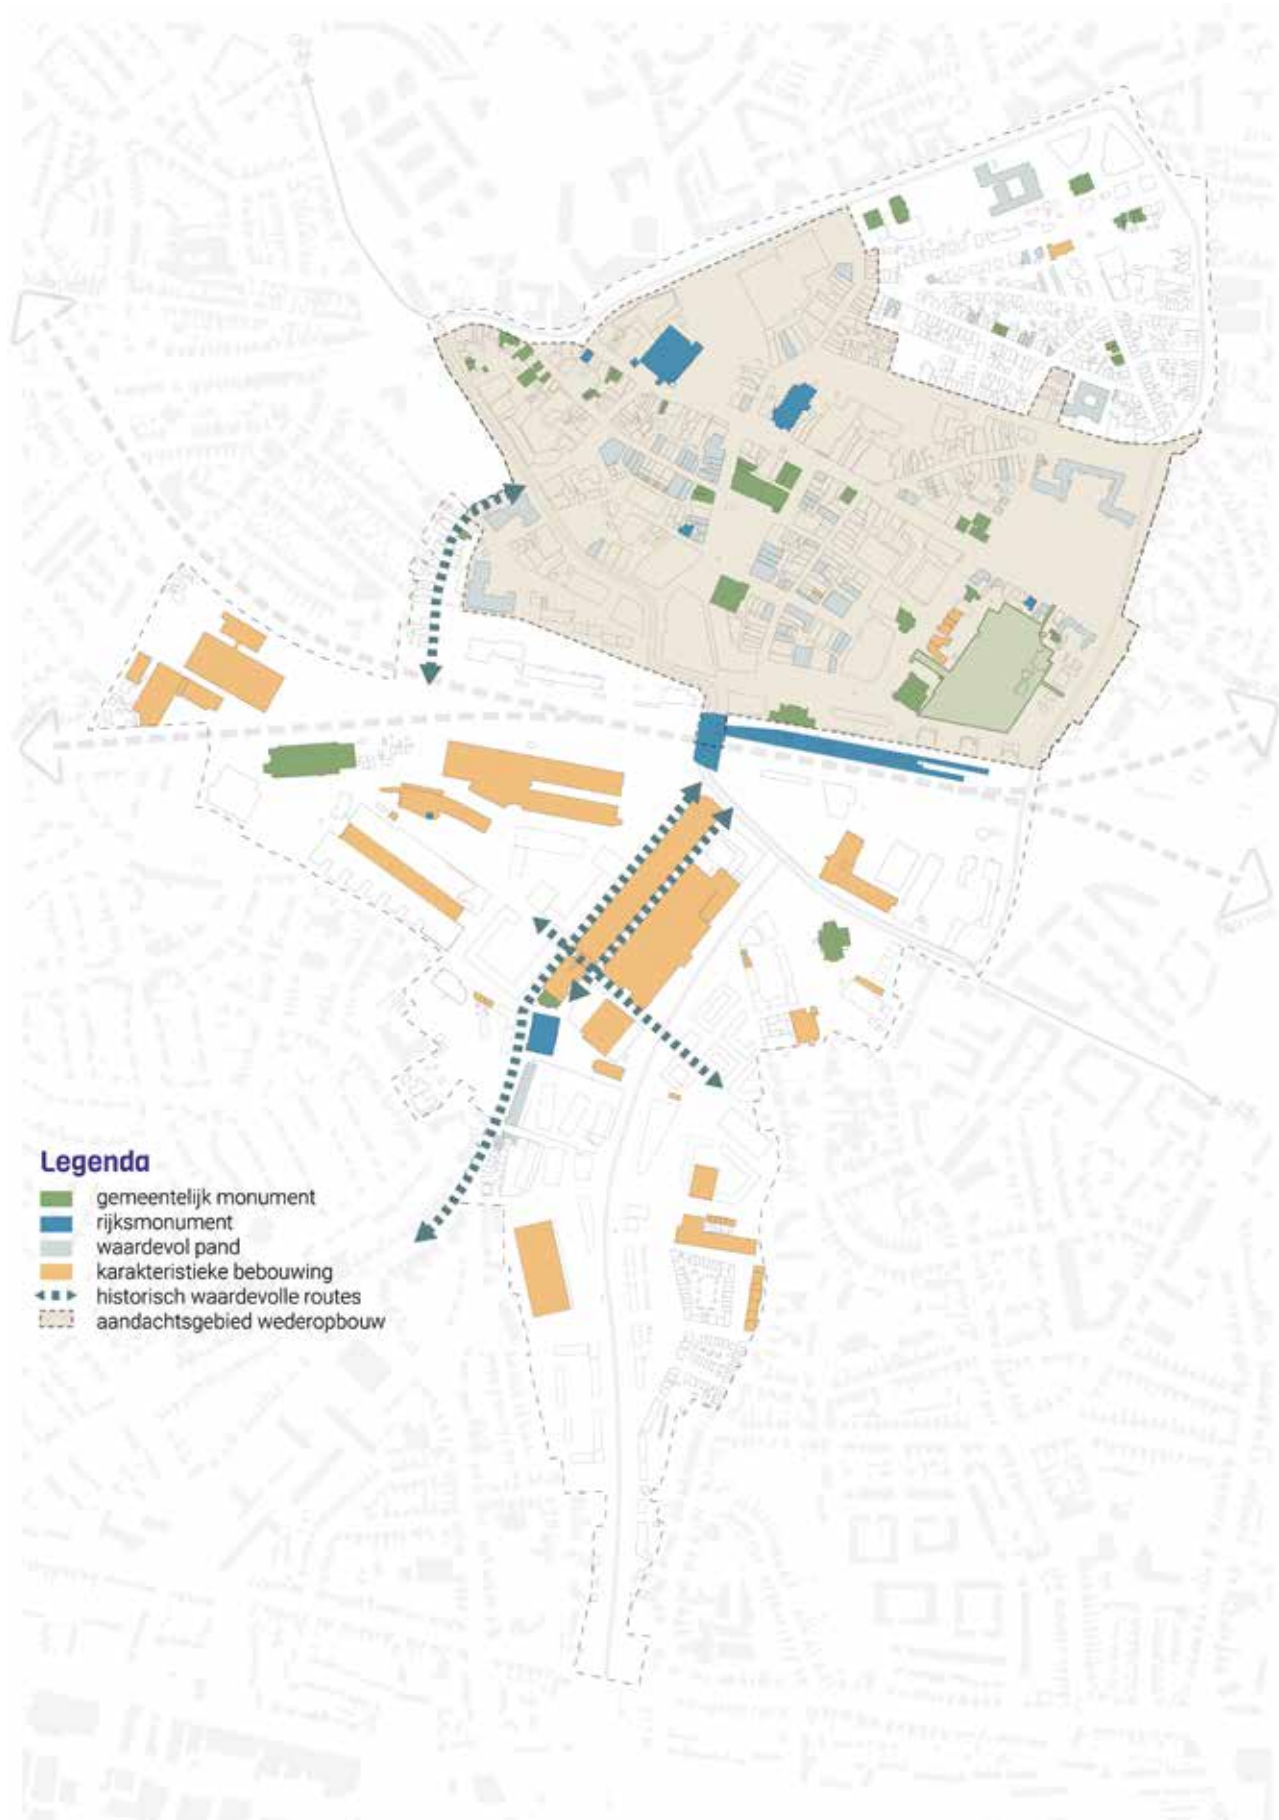 Legenda
gemeentelijk monument
rijksmonument
waardevol pand
karakteristieke bebouwing
historisch waardevolle routes
aandachtsgebied wederopbouw